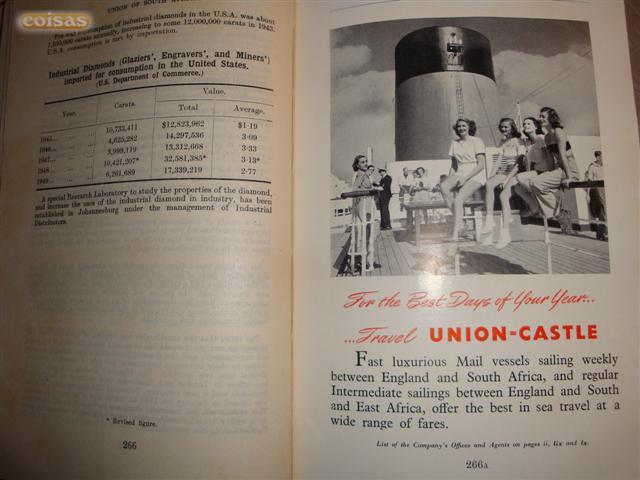 coisas
UNION OF SOUTH
Pre-war consumption of industrial diamonds in the U.S.A. was about
carats annually, increasing to some 12,000,000 carats in 1943.
U.S.A. consumption is met by importation.
Industrial Diamonds (Glaziers', Engravers', and Miners')
imported for consumption in the United States.
(U.S. Department of Commerce.)
Year. Carats. Value.
Total Average.
1945... ... ... 10,733,411 $12,823,962 $1·19
1946... ... ... 4,625,282 14,297,536 3·09
1947... ... ... 3,999,119 13,312,668 3·33
1948... ... ... 10,421,207* 32,581,385* 3·13*
1949... ... ... 6,261,689 17,339,219 2·77
A special Research Laboratory to study the properties of the diamond,
and increase the uses of the industrial diamond in industry, has been
established in Johannesburg under the management of Industrial
Distributors.
* Revised figure.
266
For the Best Days of Your Year...
...Travel UNION-CASTLE
Fast luxurious Mail vessels sailing weekly
between England and South Africa, and regular
Intermediate sailings between England and South
and East Africa, offer the best in sea travel at a
wide range of fares.
List of the Company's Offices and Agents on pages ii, lix and lx.
266A